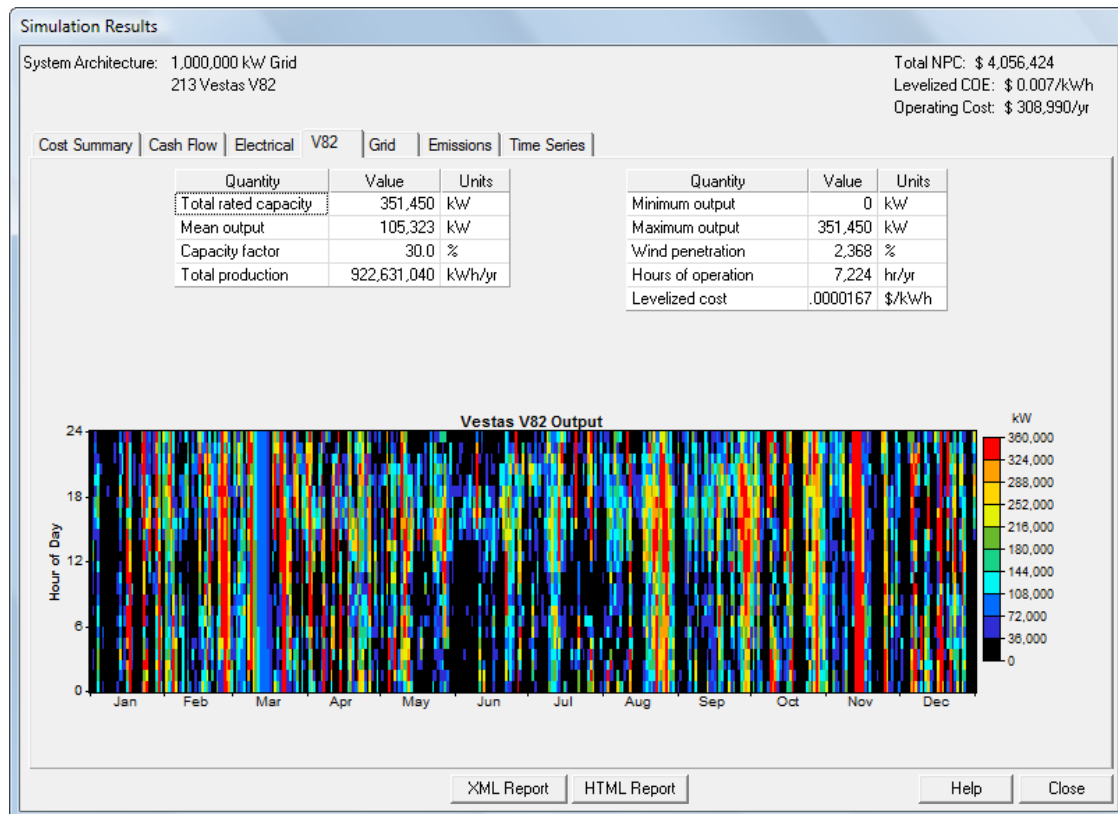 Simulation Results
System Architecture: 1,000,000 kW Grid
213 Vestas V82
Total NPC: $ 4,056,424
Levelized COE: $ 0.007/kWh
Operating Cost: $ 308,990/yr
Cost Summary Cash Flow Electrical V82 Grid Emissions Time Series
Quantity Value Units
Total rated capacity 351,450 kW
Mean output 105,323 kW
Capacity factor 30.0 %
Total production 922,631,040 kWh/yr
Quantity Value Units
Minimum output 0 kW
Maximum output 351,450 kW
Wind penetration 2,368 %
Hours of operation 7,224 hr/yr
Levelized cost .0000167 $/kWh
Vestas V82 Output
Hour of Day
24
18
12
6
0
Jan Feb Mar Apr May Jun Jul Aug Sep Oct Nov Dec
kW
360,000
324,000
288,000
252,000
216,000
180,000
144,000
108,000
72,000
36,000
0
XML Report HTML Report Help Close